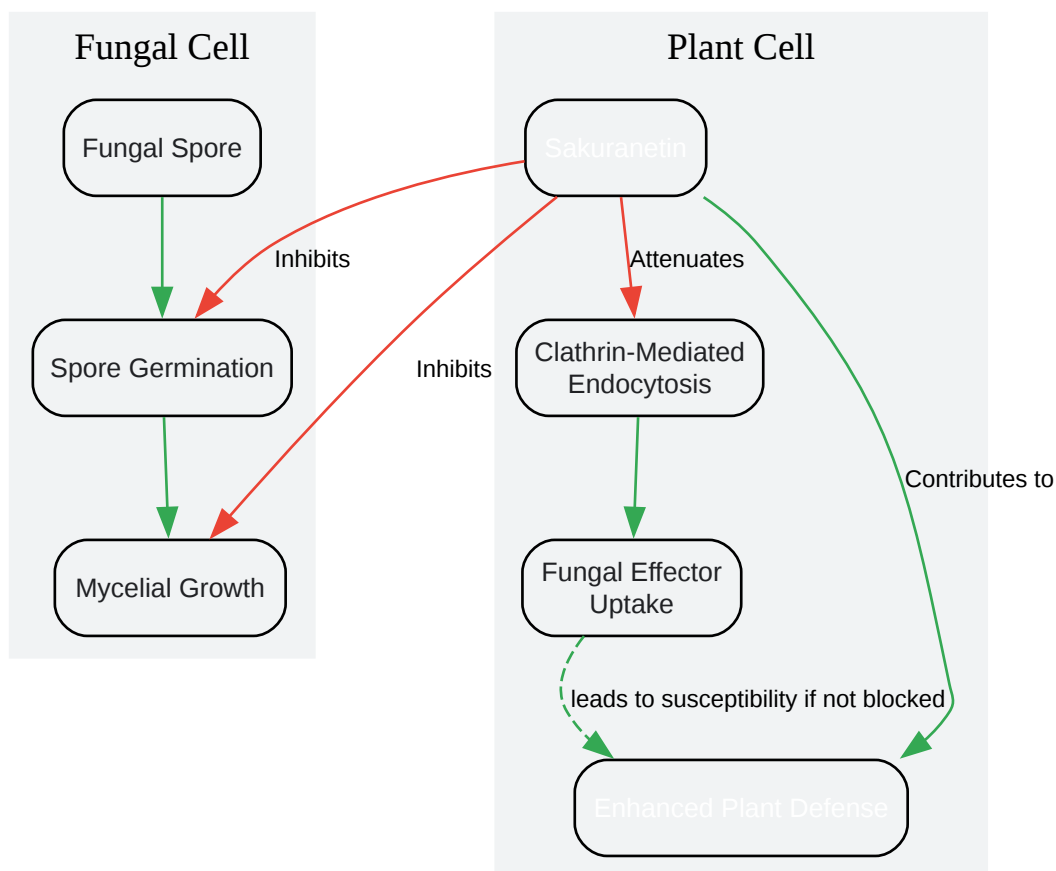 Fungal Cell
Plant Cell
Fungal Spore
Sakuranetin
Inhibits
Attenuates
Spore Germination
Inhibits
Clathrin-Mediated
Endocytosis
Contributes to
Mycelial Growth
Fungal Effector
Uptake
leads to susceptibility if not blocked
Enhanced Plant Defense